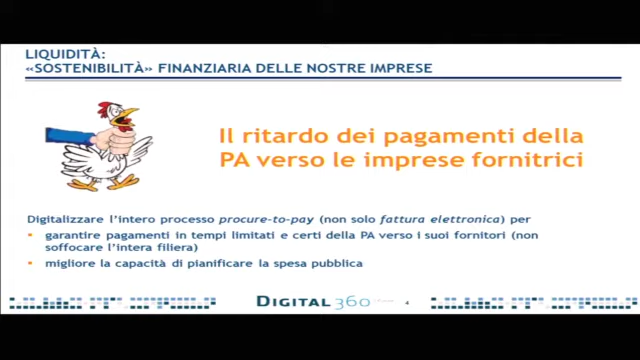 LIQUIDITÀ:
«SOSTENIBILITÀ» FINANZIARIA DELLE NOSTRE IMPRESE
Il ritardo dei pagamenti della
PA verso le imprese fornitrici
Digitalizzare l'intero processo procure-to-pay (non solo fattura elettronica) per
garantire pagamenti in tempi limitati e certi della PA verso i suoi fornitori (non
soffocare l'intera filiera)
migliore la capacità di pianificare la spesa pubblica
DIGITAL360
4